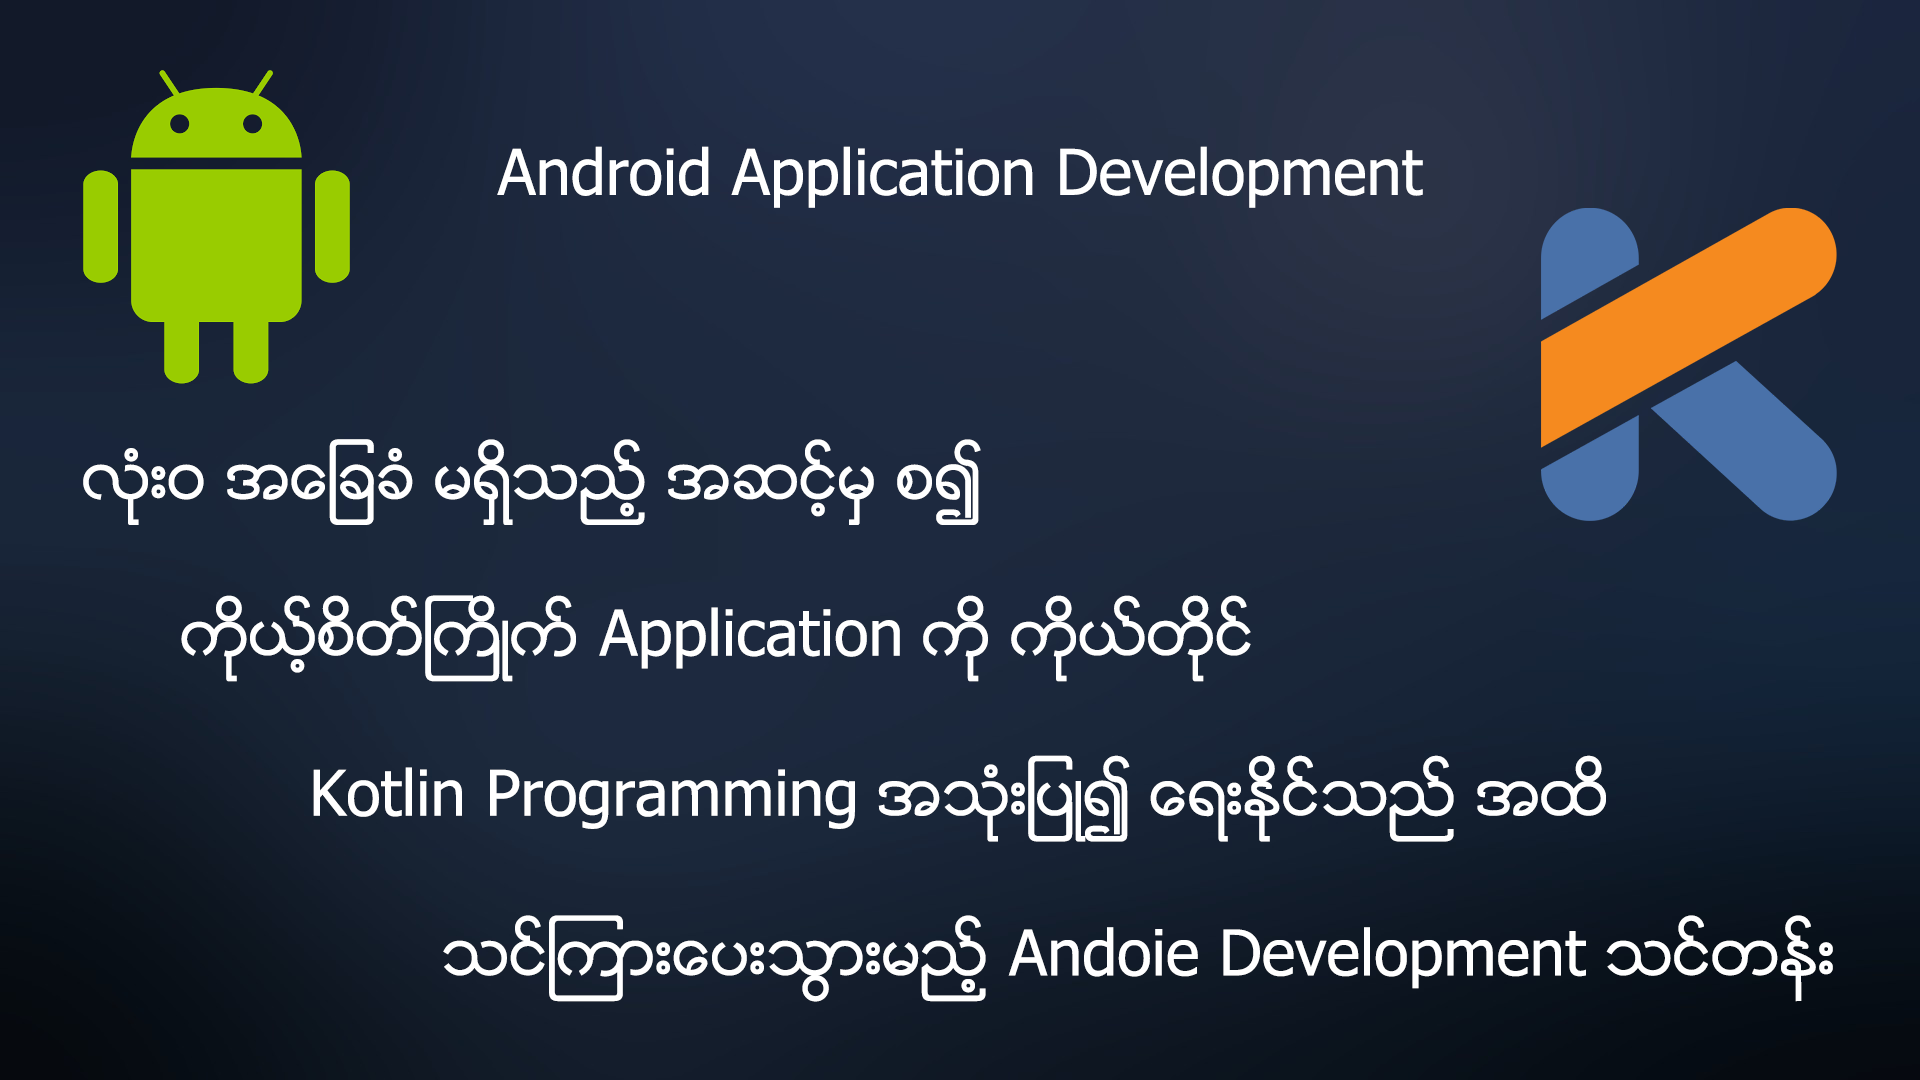 Android Application Development
လုံးဝ အခြေခံ မရှိသည့် အဆင့်မှ စ၍
ကိုယ့်စိတ်ကြိုက် Application ကို ကိုယ်တိုင်
Kotlin Programming အသုံးပြု၍ ရေးနိုင်သည် အထိ
သင်ကြားပေးသွားမည့် Andoie Development သင်တန်း